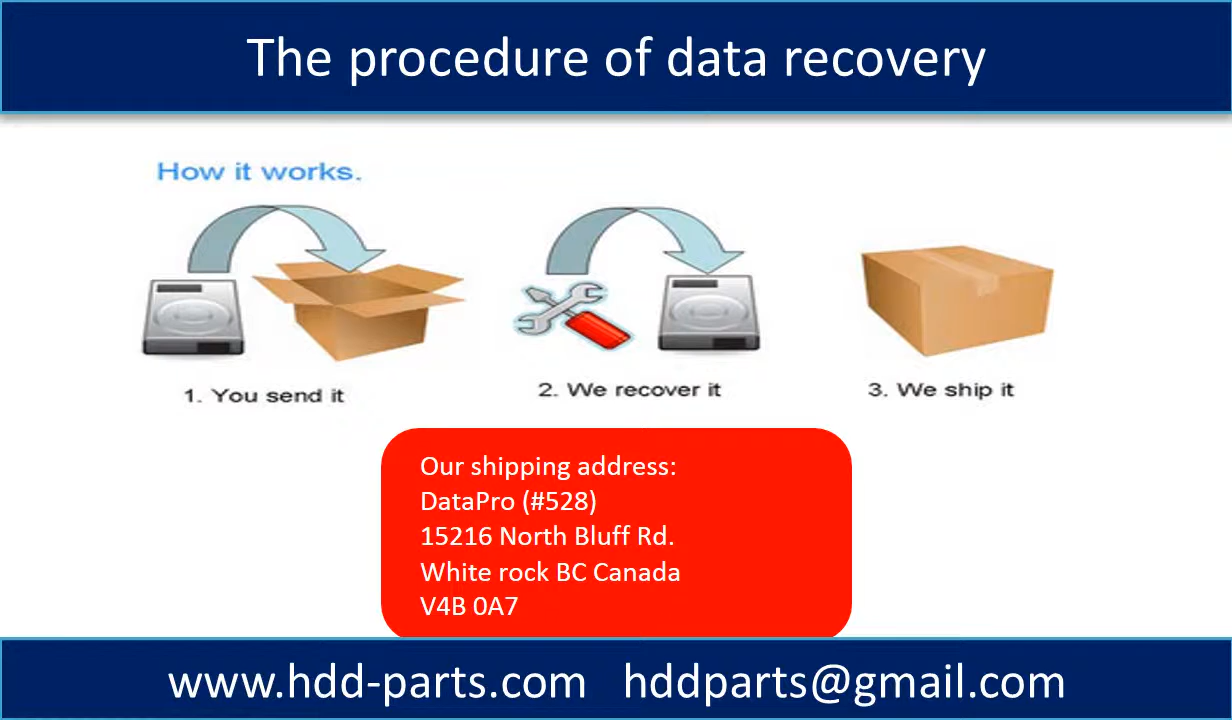 The procedure of data recovery
How it works.
1. You send it
2. We recover it
3. We ship it
Our shipping address:
DataPro (#528)
15216 North Bluff Rd.
White rock BC Canada
V4B 0A7
www.hdd-parts.com hddparts@gmail.com